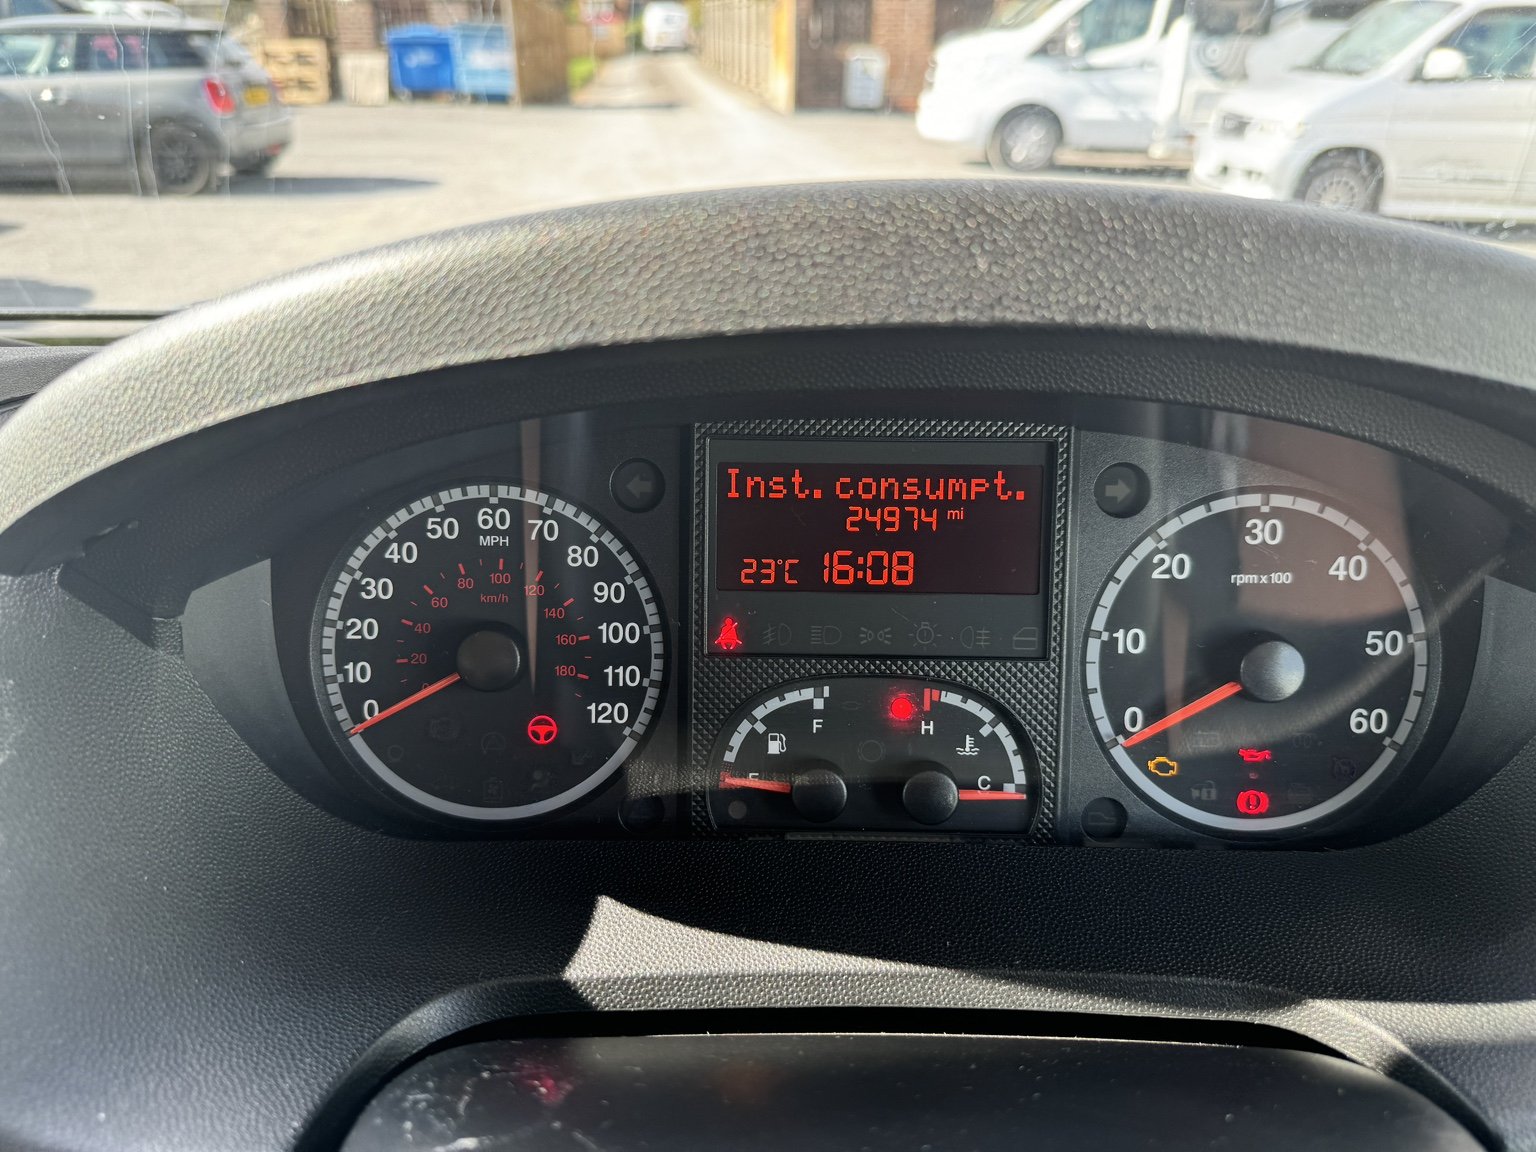 Inst. consumpt.
24974 mi
23°C 16:08
0 10 20 30 40 50 60 70 80 90 100 110 120
MPH
20 40 60 80 100 120 140 160 180
km/h
F
H
C
0 10 20 30 40 50 60
rpm x 100